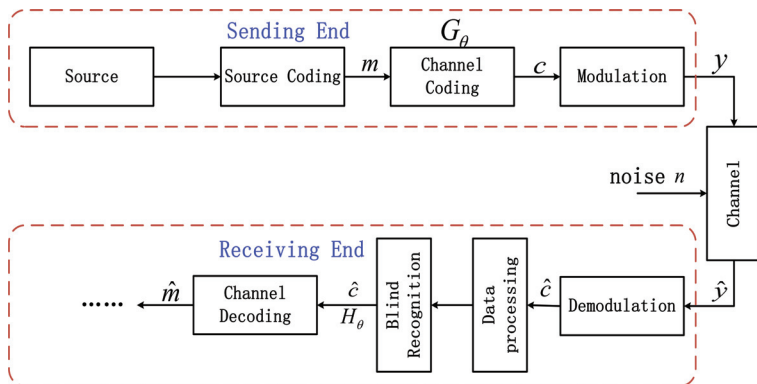 Sending End
G_θ
Source
Source Coding
m
Channel
Coding
c
Modulation
y
noise n
Channel
Receiving End
......
m̂
Channel
Decoding
ĉ
H_θ
Blind
Recognition
Data
processing
ĉ
Demodulation
ŷ